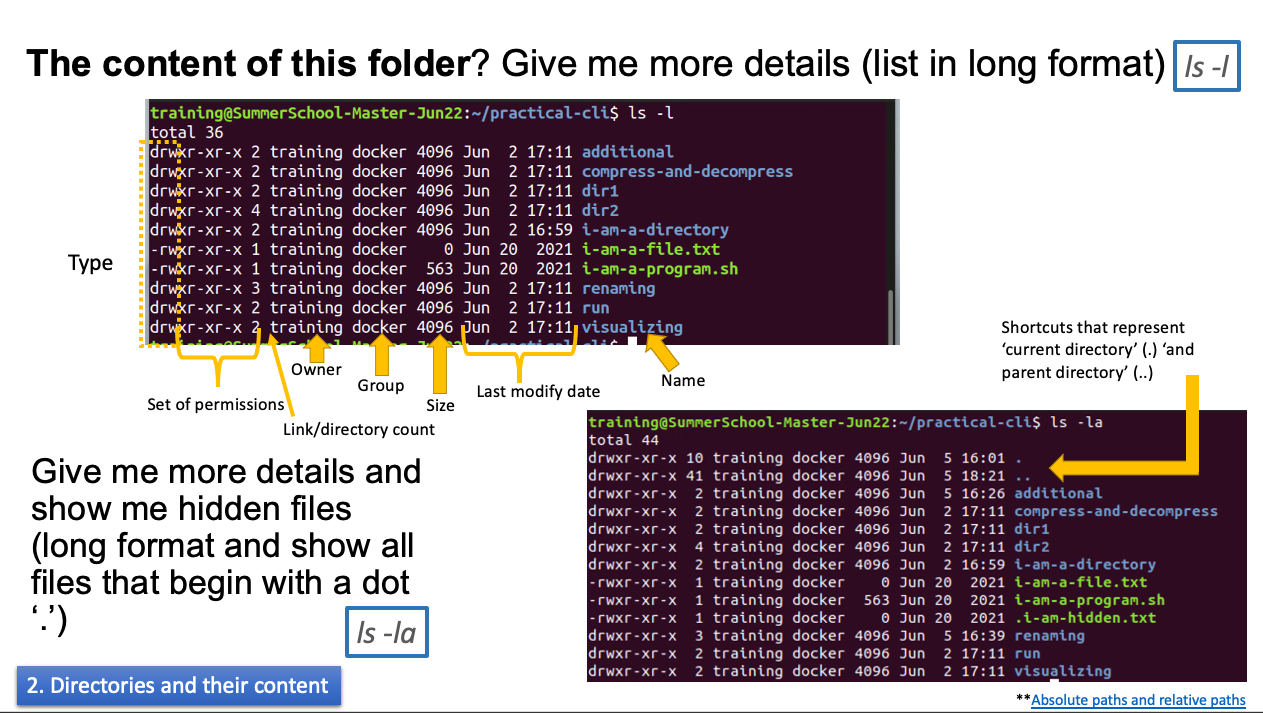 The content of this folder? Give me more details (list in long format) ls -l
training@SummerSchool-Master-Jun22:~/practical-cli$ ls -l
total 36
drwxr-xr-x 2 training docker 4096 Jun  2 17:11 additional
drwxr-xr-x 2 training docker 4096 Jun  2 17:11 compress-and-decompress
drwxr-xr-x 2 training docker 4096 Jun  2 17:11 dir1
drwxr-xr-x 4 training docker 4096 Jun  2 17:11 dir2
drwxr-xr-x 2 training docker 4096 Jun  2 16:59 i-am-a-directory
-rwxr-xr-x 1 training docker    0 Jun 20  2021 i-am-a-file.txt
-rwxr-xr-x 1 training docker  563 Jun 20  2021 i-am-a-program.sh
drwxr-xr-x 3 training docker 4096 Jun  2 17:11 renaming
drwxr-xr-x 2 training docker 4096 Jun  2 17:11 run
drwxr-xr-x 2 training docker 4096 Jun  2 17:11 visualizing
Type
Owner
Group
Size
Last modify date
Name
Set of permissions
Link/directory count
Shortcuts that represent
‘current directory’ (.) ‘and
parent directory’ (..)
Give me more details and
show me hidden files
(long format and show all
files that begin with a dot
‘.’)
ls -la
training@SummerSchool-Master-Jun22:~/practical-cli$ ls -la
total 44
drwxr-xr-x 10 training docker 4096 Jun  5 16:01 .
drwxr-xr-x 41 training docker 4096 Jun  5 18:21 ..
drwxr-xr-x  2 training docker 4096 Jun  5 16:26 additional
drwxr-xr-x  2 training docker 4096 Jun  2 17:11 compress-and-decompress
drwxr-xr-x  2 training docker 4096 Jun  2 17:11 dir1
drwxr-xr-x  4 training docker 4096 Jun  2 17:11 dir2
drwxr-xr-x  2 training docker 4096 Jun  2 16:59 i-am-a-directory
-rwxr-xr-x  1 training docker    0 Jun 20  2021 i-am-a-file.txt
-rwxr-xr-x  1 training docker  563 Jun 20  2021 i-am-a-program.sh
-rwxr-xr-x  1 training docker    0 Jun 20  2021 .i-am-hidden.txt
drwxr-xr-x  3 training docker 4096 Jun  5 16:39 renaming
drwxr-xr-x  2 training docker 4096 Jun  2 17:11 run
drwxr-xr-x  2 training docker 4096 Jun  2 17:11 visualizing
2. Directories and their content
**Absolute paths and relative paths